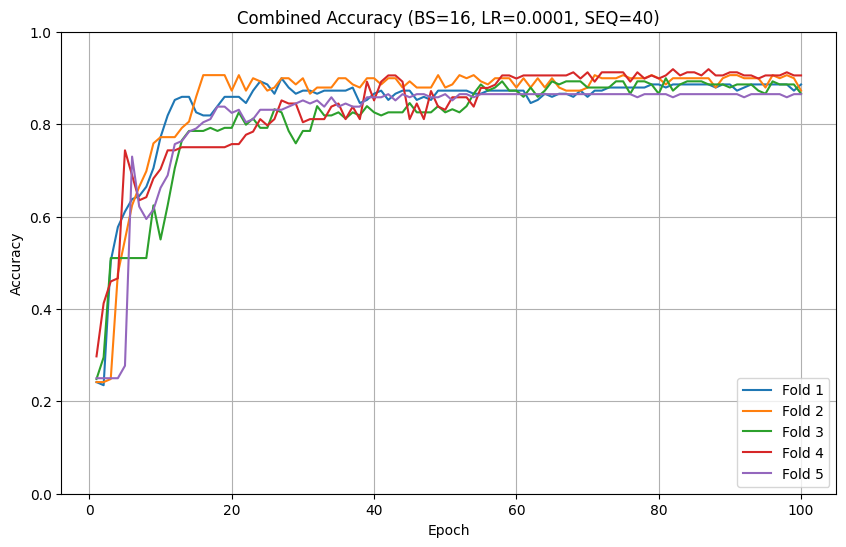 Combined Accuracy (BS=16, LR=0.0001, SEQ=40)
1.0
0.8
0.6
0.4
0.2
0.0
Accuracy
0 20 40 60 80 100
Epoch
Fold 1
Fold 2
Fold 3
Fold 4
Fold 5